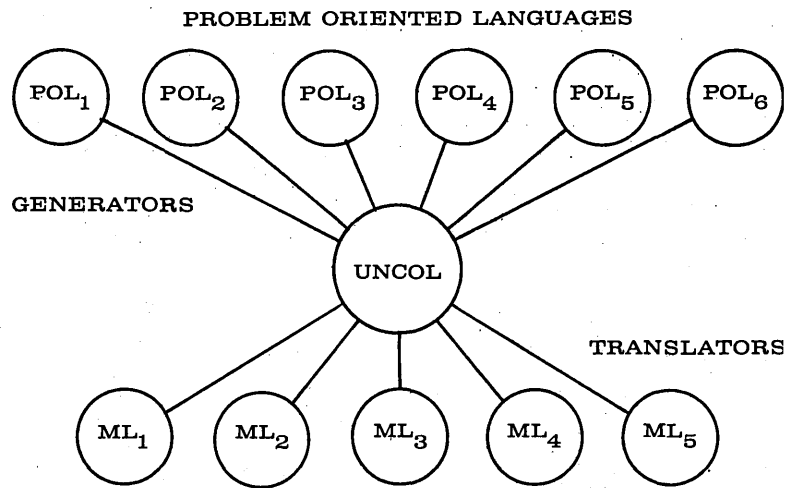 PROBLEM ORIENTED LANGUAGES
POL1 POL2 POL3 POL4 POL5 POL6
GENERATORS
UNCOL
TRANSLATORS
ML1 ML2 ML3 ML4 ML5